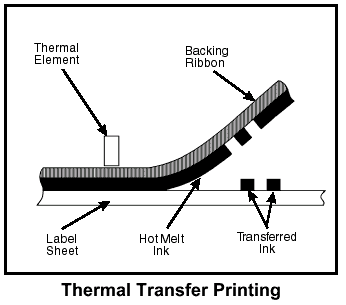 Thermal
Element
Backing
Ribbon
Label
Sheet
Hot Melt
Ink
Transferred
Ink
Thermal Transfer Printing